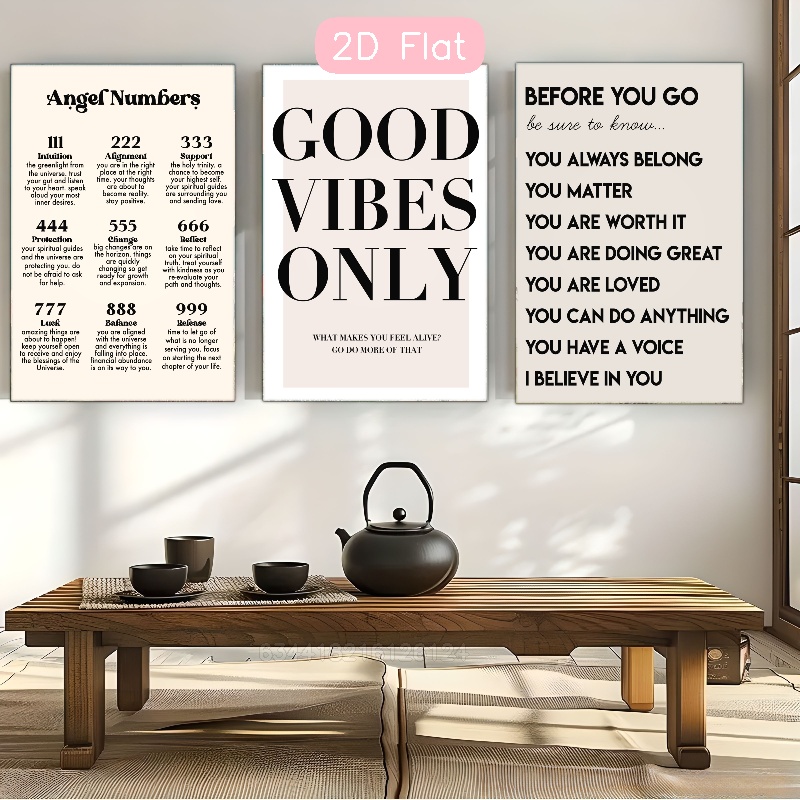 2D Flat
Angel Numbers
111
Intuition
the greenlight from
the universe. trust
your gut and listen
to your heart. speak
aloud your most
inner desires.
222
Alignment
you are in the right
place at the right
time. your thoughts
are about to
become reality.
stay positive.
333
Support
the holy trinity. a
chance to become
your highest self.
your spiritual guides
are surrounding you
and sending love.
444
Protection
your spiritual guides
and the universe are
protecting you. do
not be afraid to ask
for help.
555
Change
big changes are on
the horizon. things
are quickly
changing so get
ready for growth
and expansion.
666
Reflect
take time to reflect
on your spiritual
truth. treat yourself
with kindness as you
re-evaluate your
path and thoughts.
777
Luck
amazing things are
about to happen!
keep yourself open
to receive and enjoy
the blessings of the
Universe.
888
Balance
you are aligned
with the universe
and everything is
falling into place.
financial abundance
is on its way to you.
999
Release
time to let go of
what is no longer
serving you. focus
on starting the next
chapter of your life.
GOOD
VIBES
ONLY
WHAT MAKES YOU FEEL ALIVE?
GO DO MORE OF THAT
BEFORE YOU GO
be sure to know...
YOU ALWAYS BELONG
YOU MATTER
YOU ARE WORTH IT
YOU ARE DOING GREAT
YOU ARE LOVED
YOU CAN DO ANYTHING
YOU HAVE A VOICE
I BELIEVE IN YOU